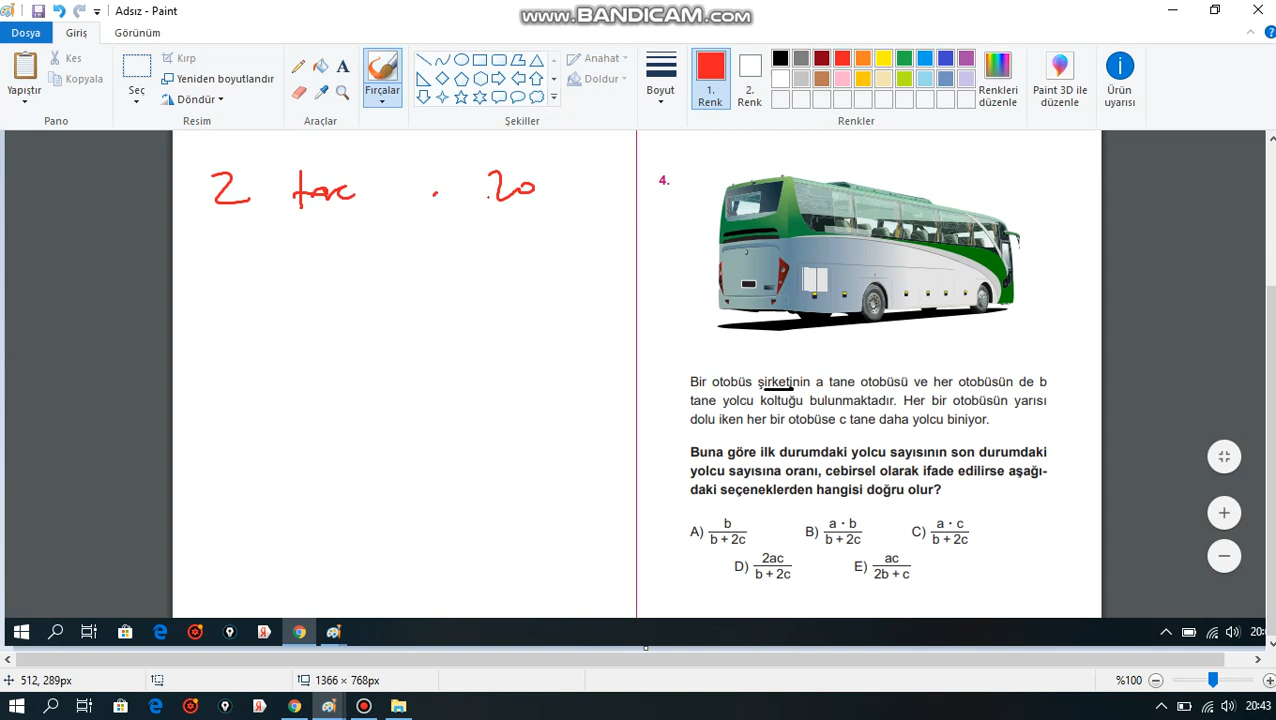 Adsız - Paint
www.BANDICAM.com
Dosya
Giriş
Görünüm
Yapıştır
Kes
Kopyala
Pano
Seç
Kırp
Yeniden boyutlandır
Döndür
Resim
A
Araçlar
Fırçalar
Anahat
Doldur
Şekiller
Boyut
1. Renk
2. Renk
Renkleri düzenle
Renkler
Paint 3D ile düzenle
Ürün uyarısı
2 . 20
4.
Bir otobüs şirketinin a tane otobüsü ve her otobüsün de b
tane yolcu koltuğu bulunmaktadır. Her bir otobüsün yarısı
dolu iken her bir otobüse c tane daha yolcu biniyor.
Buna göre ilk durumdaki yolcu sayısının son durumdaki
yolcu sayısına oranı, cebirsel olarak ifade edilirse aşağı-
daki seçeneklerden hangisi doğru olur?
A) b / b + 2c B) a · b / b + 2c C) a · c / b + 2c
D) 2ac / b + 2c E) ac / 2b + c
20:
512, 289px
1366 × 768px
%100
20:43